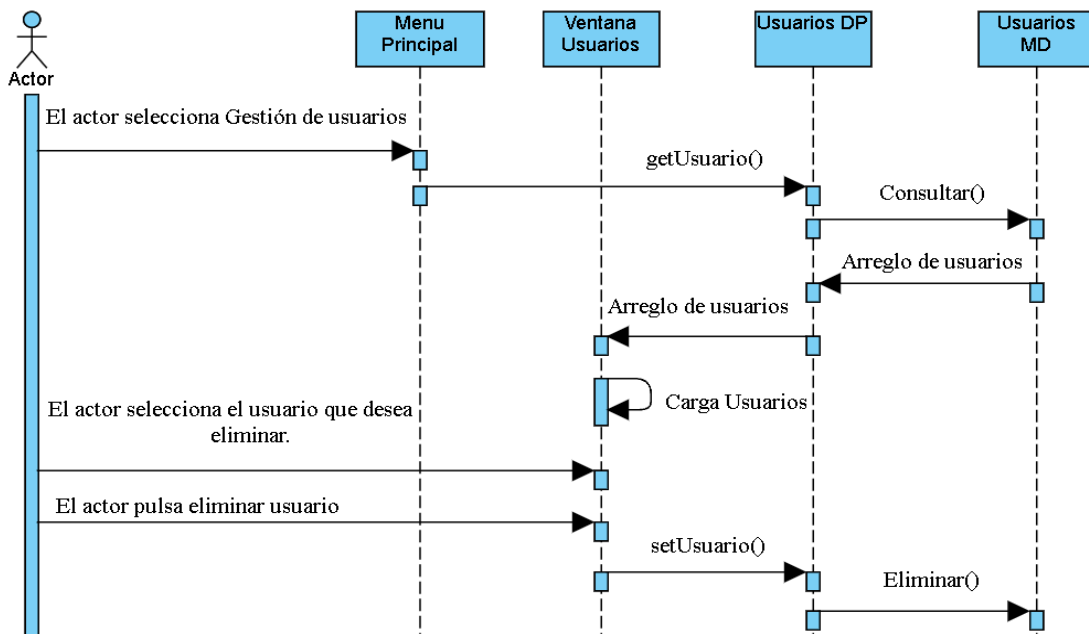 Menu
Principal
Ventana
Usuarios
Usuarios DP
Usuarios
MD
Actor
El actor selecciona Gestión de usuarios
getUsuario()
Consultar()
Arreglo de usuarios
Arreglo de usuarios
Carga Usuarios
El actor selecciona el usuario que desea
eliminar.
El actor pulsa eliminar usuario
setUsuario()
Eliminar()